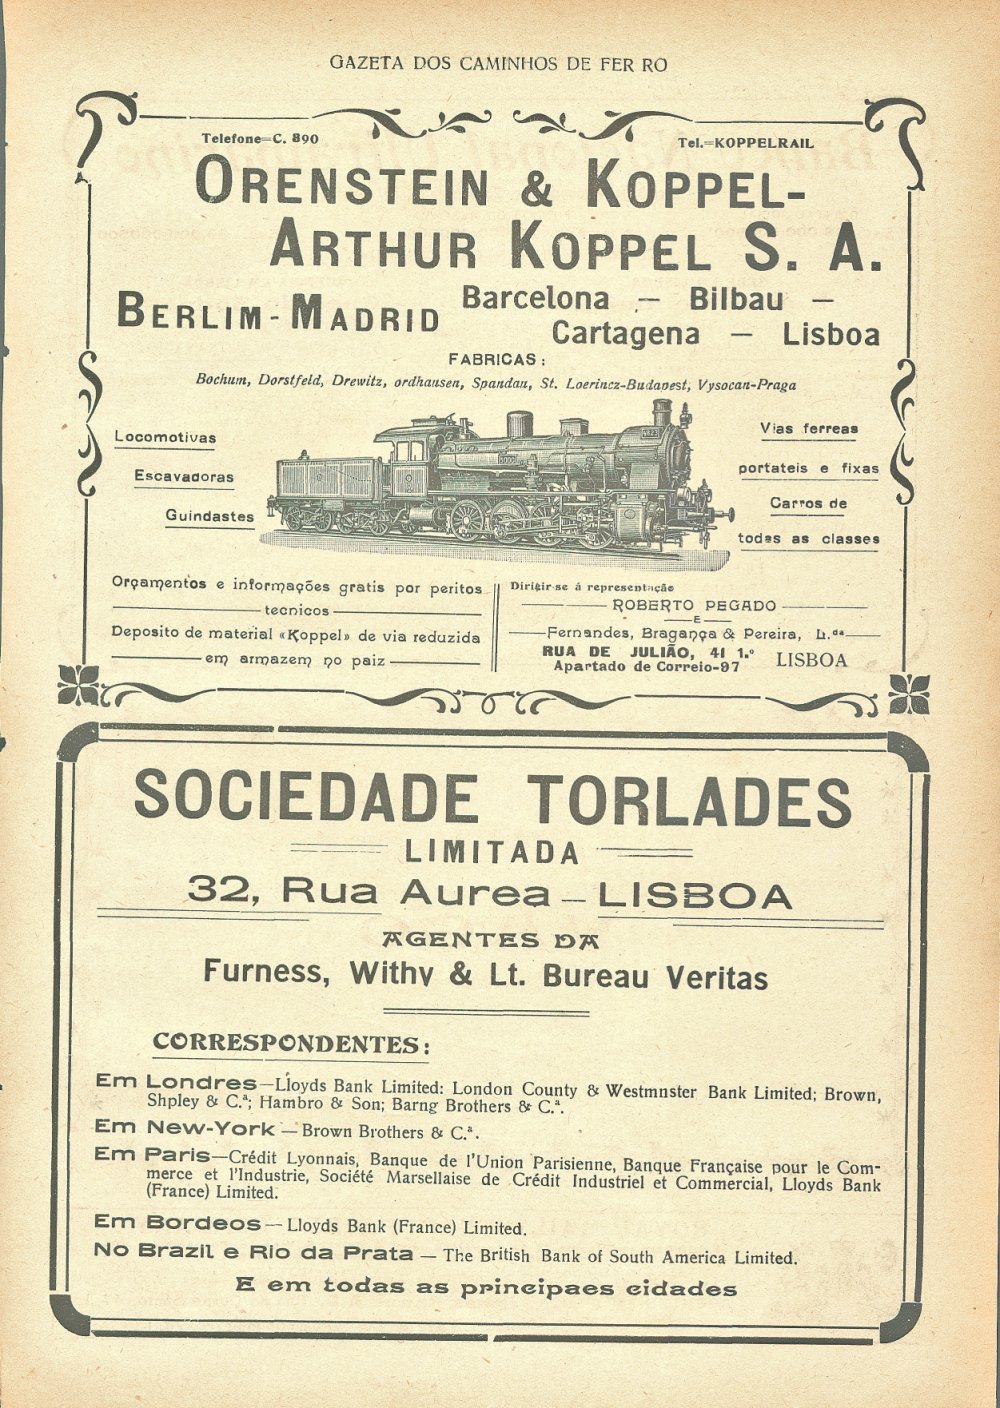 GAZETA DOS CAMINHOS DE FER RO
Telefone=C. 890
Tel.=KOPPELRAIL
ORENSTEIN & KOPPEL-
ARTHUR KOPPEL S. A.
BERLIM-MADRID
Barcelona — Bilbau —
Cartagena — Lisboa
FABRICAS:
Bochum, Dorstfeld, Drewitz, ordhausen, Spandau, St. Loerincz-Budapest, Vysocan-Praga
Locomotivas
Escavadoras
Guindastes
Vias ferreas
portateis e fixas
Carros de
todas as classes
Orçamentos e informações gratis por peritos
tecnicos
Deposito de material «Koppel» de via reduzida
em armazem no paiz
Dirigir-se á representação
ROBERTO PEGADO
E
Fernandes, Bragança & Pereira, L.da
RUA DE JULIÃO, 41 1.º
Apartado de Correio-97
LISBOA
SOCIEDADE TORLADES
LIMITADA
32, Rua Aurea — LISBOA
AGENTES DA
Furness, Withy & Lt. Bureau Veritas
CORRESPONDENTES:
Em Londres—Lloyds Bank Limited: London County & Westmnster Bank Limited; Brown,
Shpley & C.ª; Hambro & Son; Barng Brothers & C.ª.
Em New-York — Brown Brothers & C.ª.
Em Paris—Crédit Lyonnais, Banque de l'Union Parisienne, Banque Française pour le Com-
merce et l'Industrie, Société Marsellaise de Crédit Industriel et Commercial, Lloyds Bank
(France) Limited.
Em Bordeos — Lloyds Bank (France) Limited.
No Brazil e Rio da Prata — The British Bank of South America Limited.
E em todas as principaes cidades